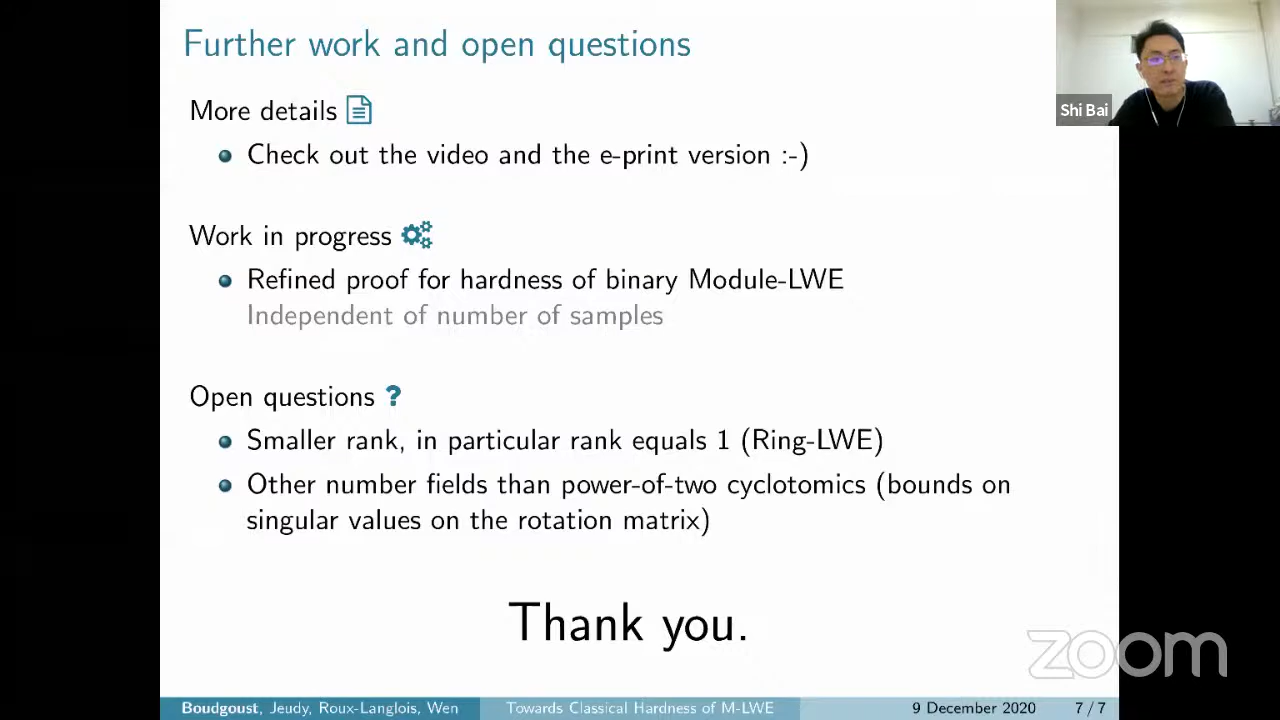 Further work and open questions
Shi Bai
More details
Check out the video and the e-print version :-)
Work in progress
Refined proof for hardness of binary Module-LWE
Independent of number of samples
Open questions ?
Smaller rank, in particular rank equals 1 (Ring-LWE)
Other number fields than power-of-two cyclotomics (bounds on
singular values on the rotation matrix)
Thank you.
zoom
Boudgoust, Jeudy, Roux-Langlois, Wen Towards Classical Hardness of M-LWE 9 December 2020 7 / 7